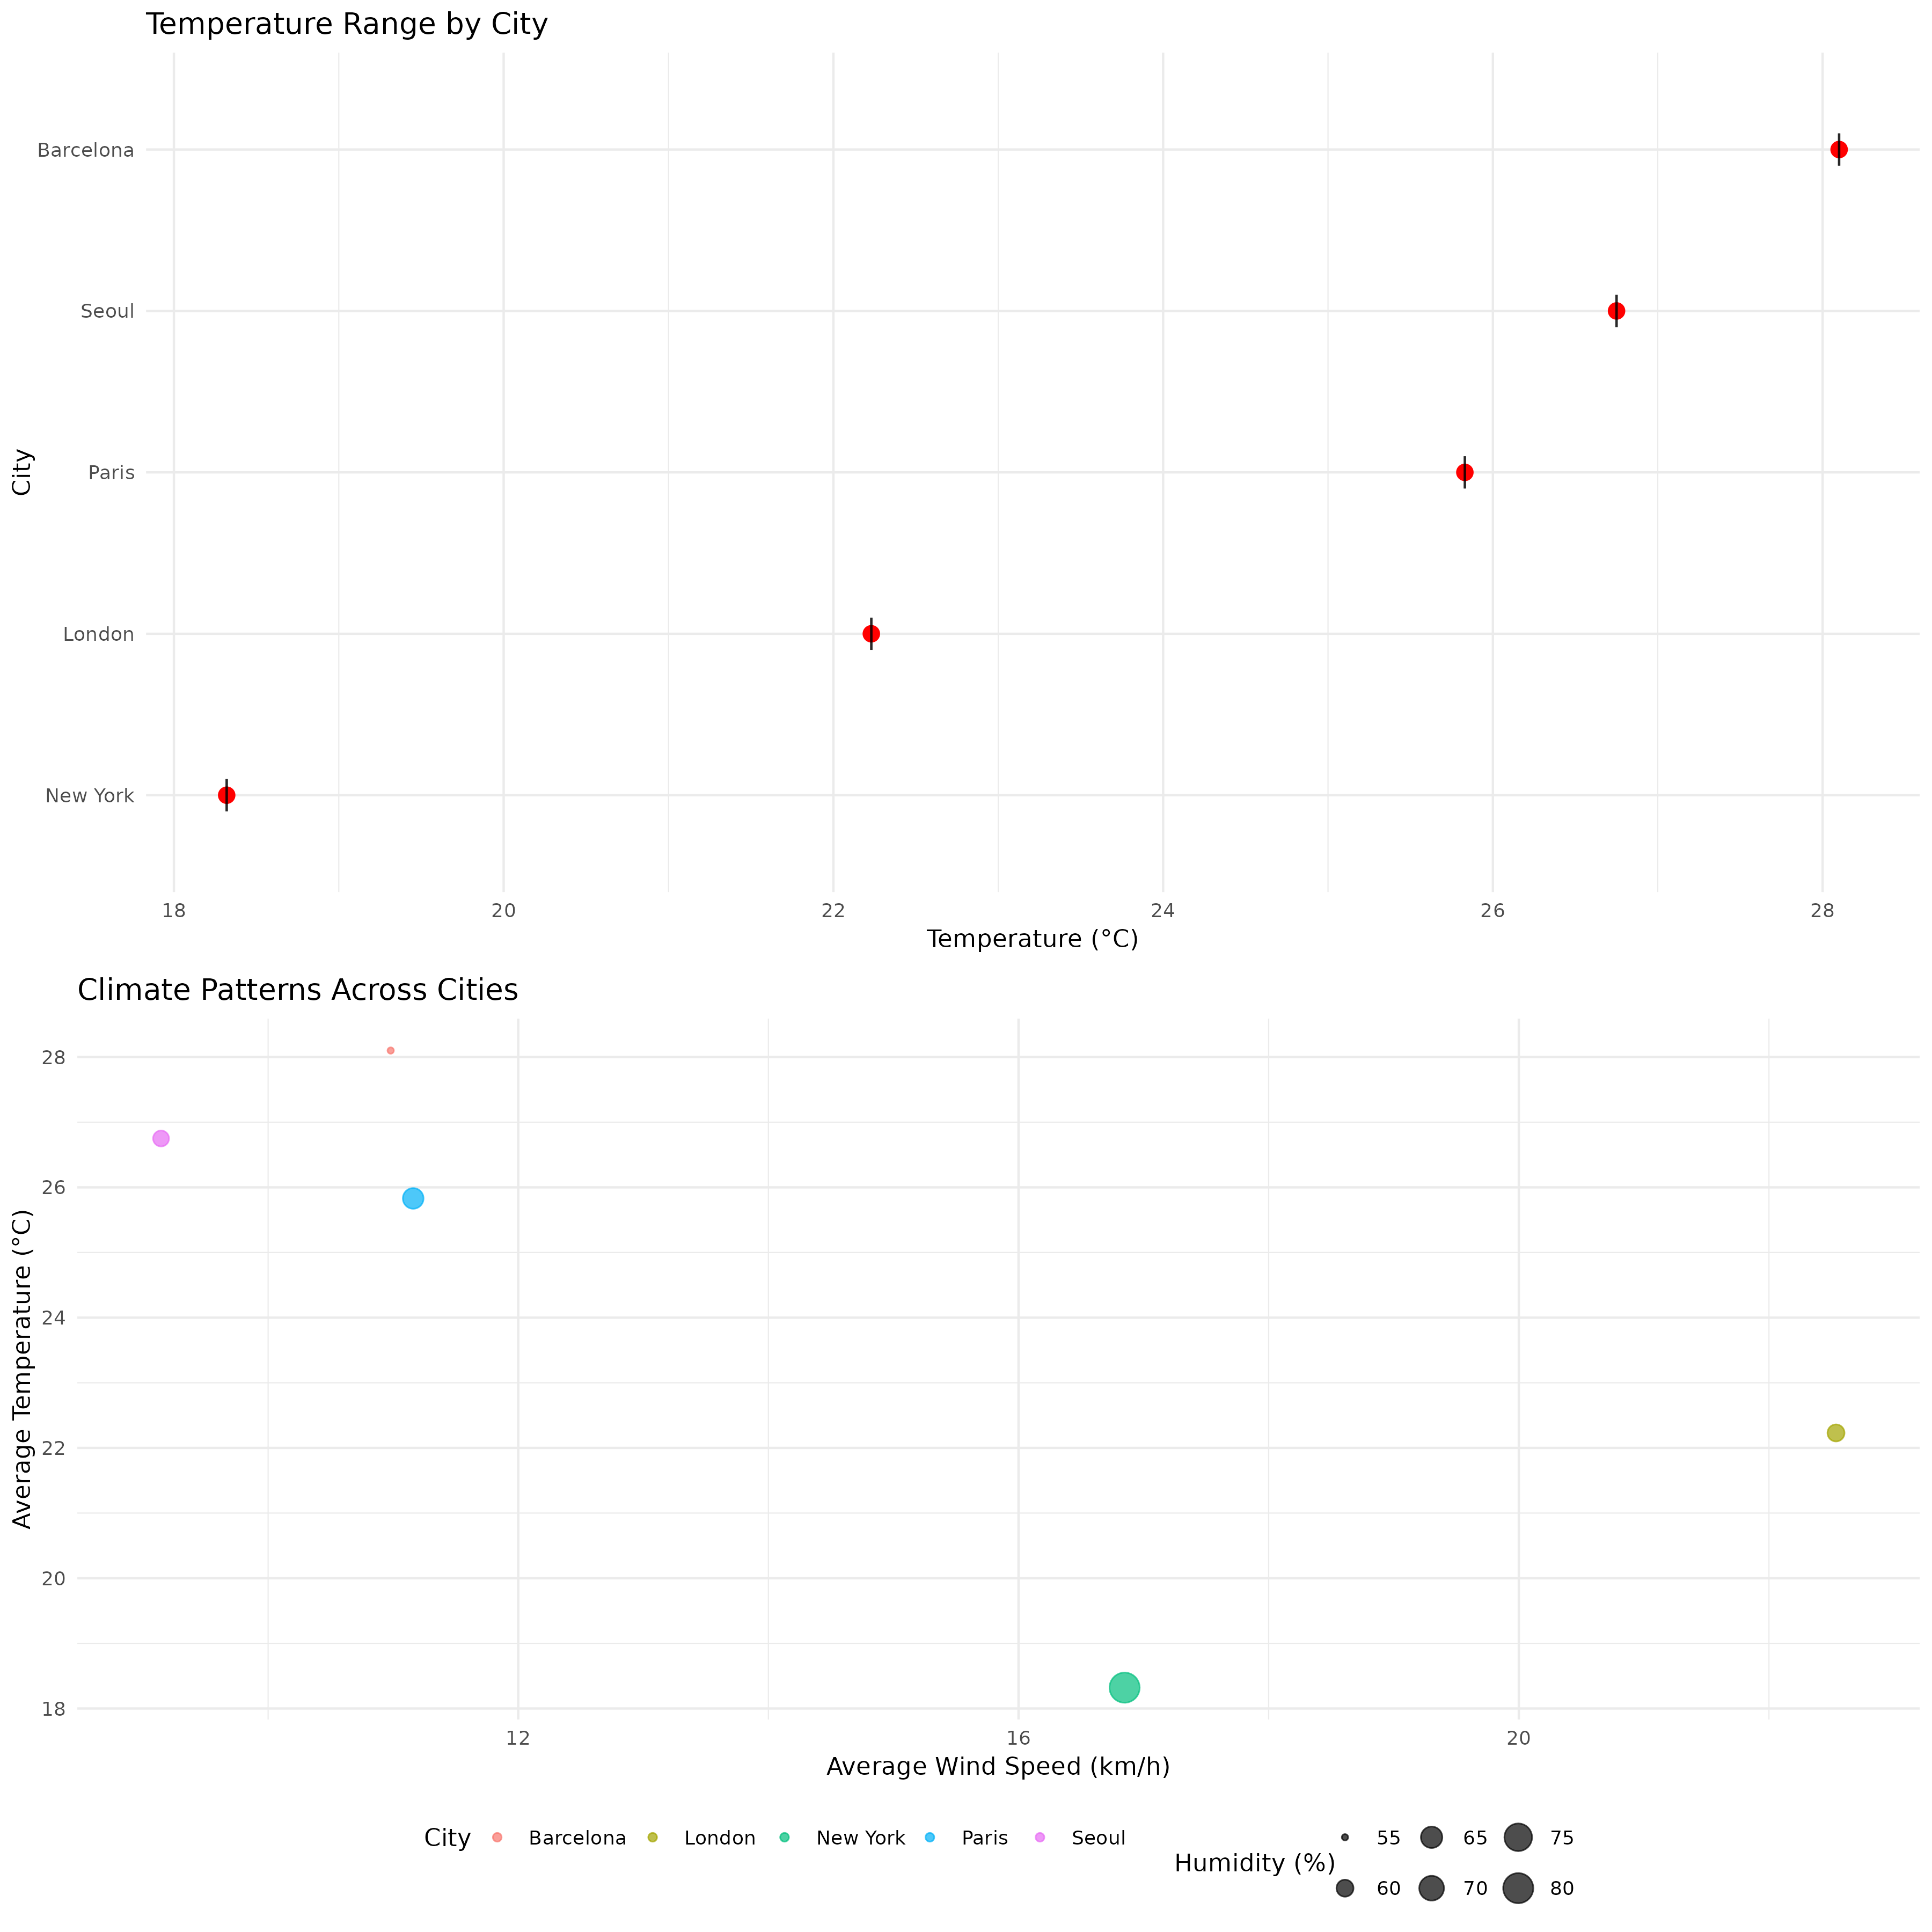 Temperature Range by City
Barcelona
Seoul
Paris
London
New York
City
18 20 22 24 26 28
Temperature (°C)
Climate Patterns Across Cities
28
26
24
22
20
18
Average Temperature (°C)
12 16 20
Average Wind Speed (km/h)
City Barcelona London New York Paris Seoul
Humidity (%)
55 65 75
60 70 80